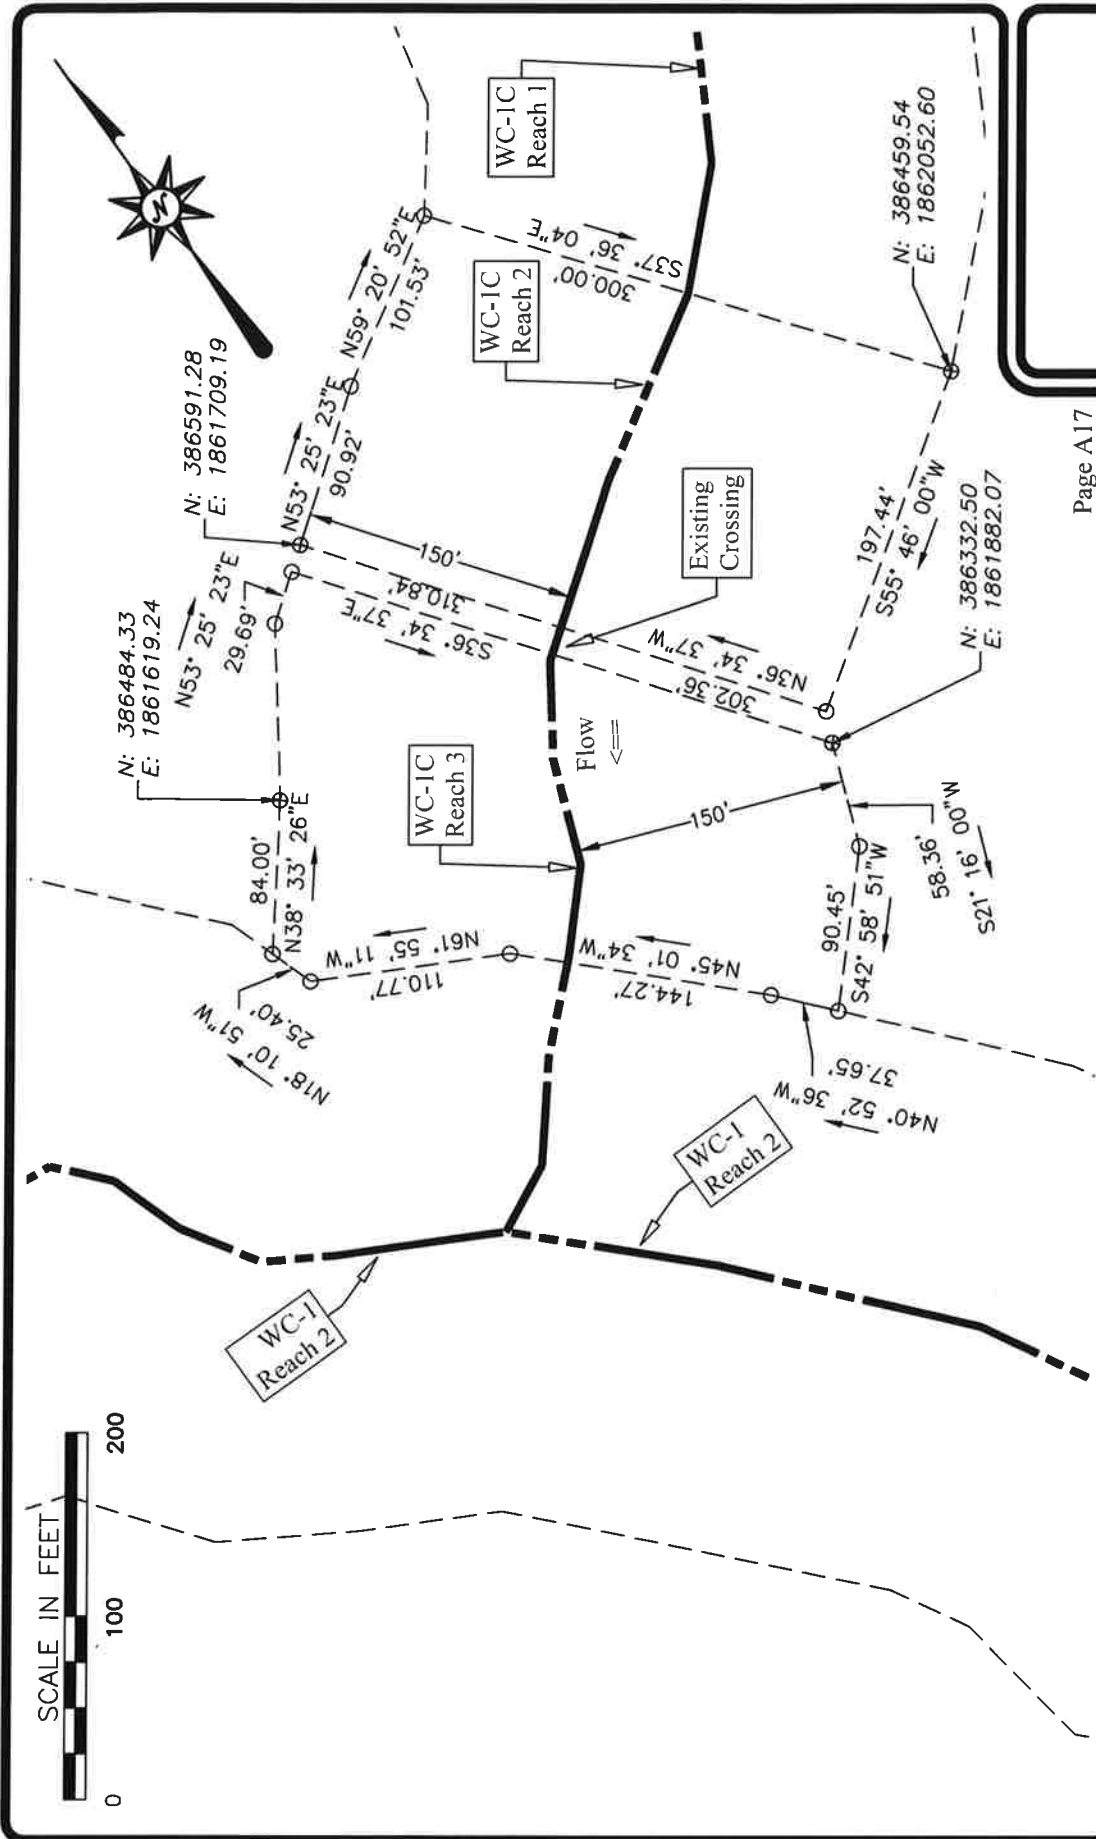 SCALE IN FEET
0
100
200
N
N: 386484.33
E: 1861619.24
N: 386591.28
E: 1861709.19
N53° 25' 23"E
29.69'
N53° 25' 23"E
90.92'
N59° 20' 52"E
101.53'
WC-1C
Reach 1
WC-1C
Reach 2
S37° 36' 04"E
300.00'
N: 386459.54
E: 1862052.60
84.00'
N38° 33' 26"E
N18° 10' 51"W
25.40'
N61° 55' 11"W
110.77'
WC-1C
Reach 3
Flow
<==
150'
310.84'
S36° 34' 37"E
N36° 34' 37"W
302.36'
Existing
Crossing
197.44'
S55° 46' 00"W
N: 386332.50
E: 1861882.07
150'
N45° 01' 34"W
144.27'
90.45'
S42° 58' 51"W
58.36'
S21° 16' 00"W
N40° 52' 36"W
37.65'
WC-1
Reach 2
WC-1
Reach 2
Page A17